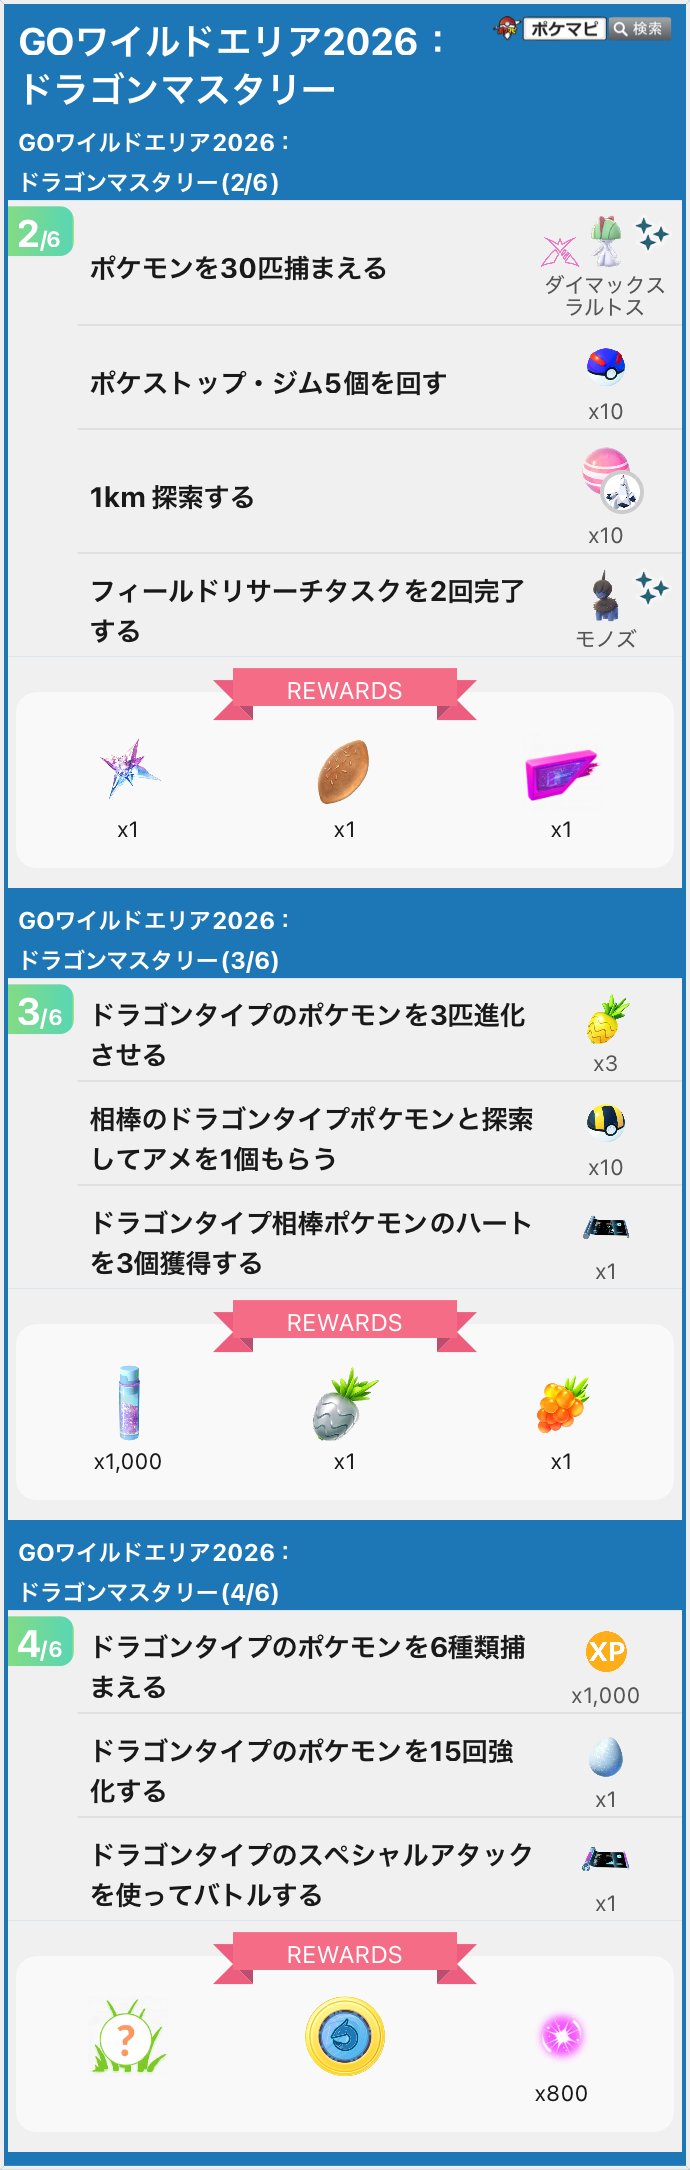 GOワイルドエリア2026：
ドラゴンマスタリー
ポケマピ 検索
GOワイルドエリア2026：
ドラゴンマスタリー(2/6)
2/6
ポケモンを30匹捕まえる
ダイマックス
ラルトス
ポケストップ・ジム5個を回す
x10
1km 探索する
x10
フィールドリサーチタスクを2回完了
する
モノズ
REWARDS
x1
x1
x1
GOワイルドエリア2026：
ドラゴンマスタリー(3/6)
3/6
ドラゴンタイプのポケモンを3匹進化
させる
x3
相棒のドラゴンタイプポケモンと探索
してアメを1個もらう
x10
ドラゴンタイプ相棒ポケモンのハート
を3個獲得する
x1
REWARDS
x1,000
x1
x1
GOワイルドエリア2026：
ドラゴンマスタリー(4/6)
4/6
ドラゴンタイプのポケモンを6種類捕
まえる
XP
x1,000
ドラゴンタイプのポケモンを15回強
化する
x1
ドラゴンタイプのスペシャルアタック
を使ってバトルする
x1
REWARDS
?
x800